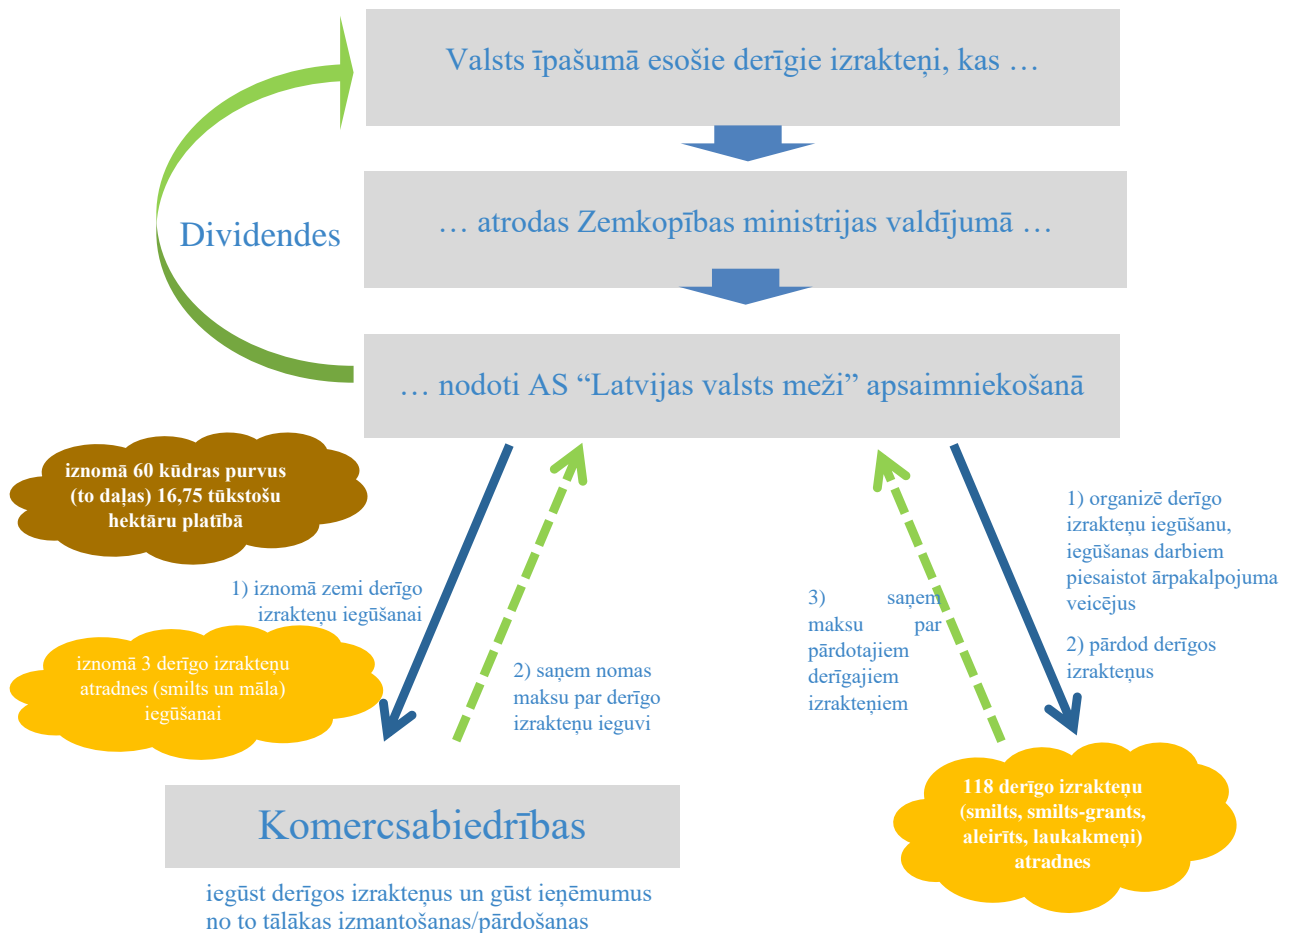 Valsts īpašumā esošie derīgie izrakteņi, kas …
Dividendes
… atrodas Zemkopības ministrijas valdījumā …
… nodoti AS “Latvijas valsts meži” apsaimniekošanā
iznomā 60 kūdras purvus
(to daļas) 16,75 tūkstošu
hektāru platībā
1) iznomā zemi derīgo
izrakteņu iegūšanai
iznomā 3 derīgo izrakteņu
atradnes (smilts un māla)
iegūšanai
2) saņem nomas
maksu par derīgo
izrakteņu ieguvi
3) saņem
maksu par
pārdotajiem
derīgajiem
izrakteņiem
1) organizē derīgo
izrakteņu iegūšanu,
iegūšanas darbiem
piesaistot ārpakalpojuma
veicējus
2) pārdod derīgos
izrakteņus
118 derīgo izrakteņu
(smilts, smilts-grants,
aleirīts, laukakmeņi)
atradnes
Komercsabiedrības
iegūst derīgos izrakteņus un gūst ieņēmumus
no to tālākas izmantošanas/pārdošanas